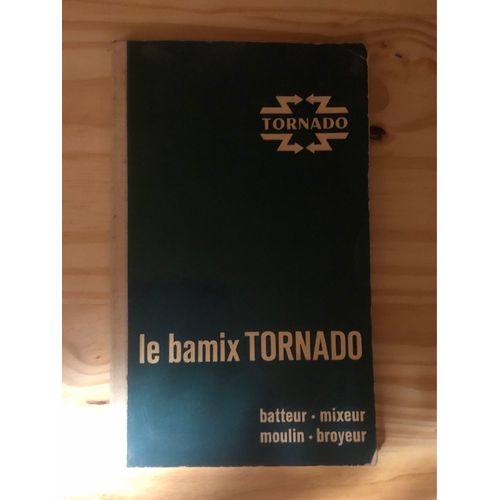 TORNADO
le bamix TORNADO
batteur · mixeur
moulin · broyeur